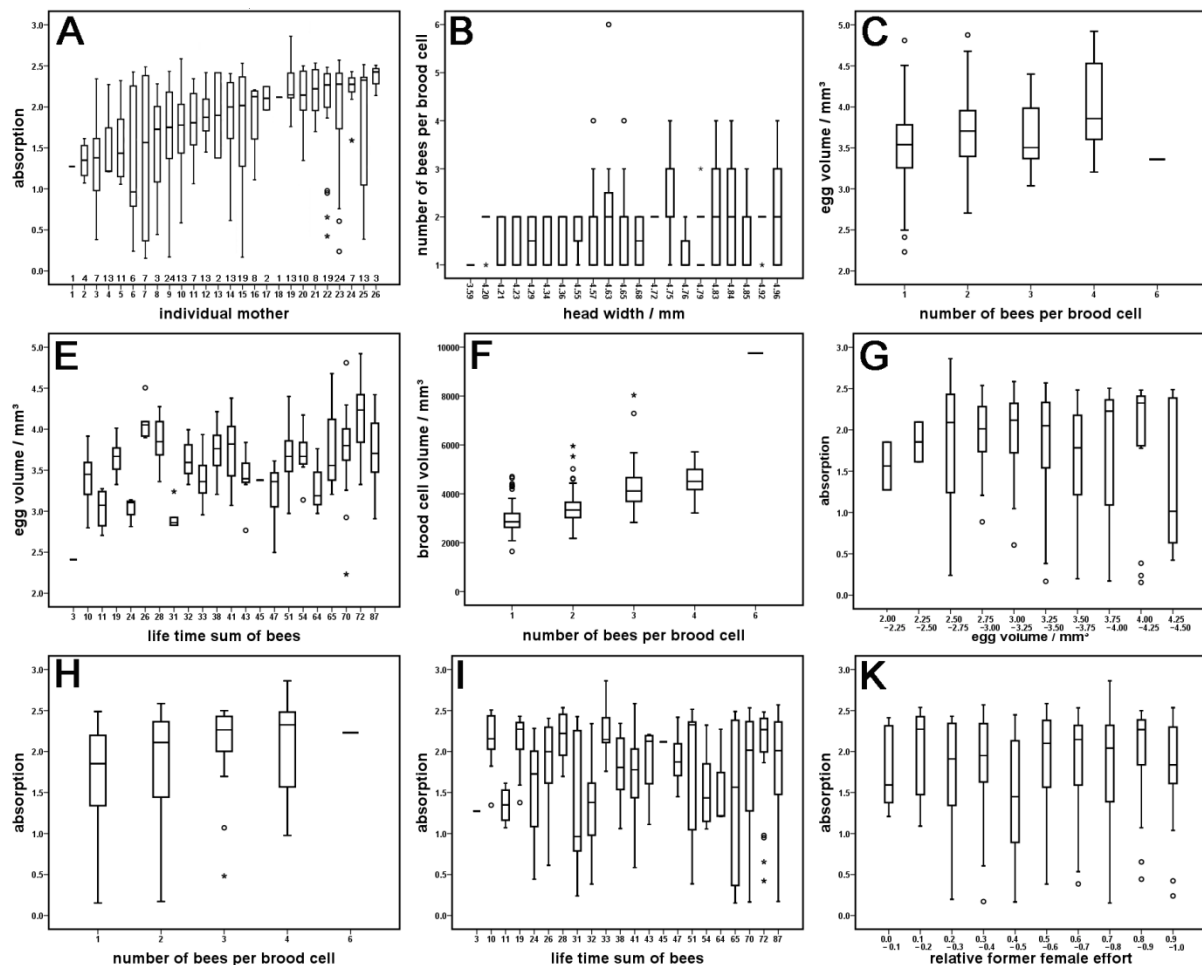 A
absorption
3.0
2.5
2.0
1.5
1.0
0.5
0.0
1 4 7 13 11 6 7 3 24 13 7 13 2 13 19 8 2 1 13 10 8 19 24 7 13 3
1 2 3 4 5 6 7 8 9 10 11 12 13 14 15 16 17 18 19 20 21 22 23 24 25 26
individual mother
B
number of bees per brood cell
6
5
4
3
2
1
3.59 4.20 4.21 4.23 4.29 4.34 4.36 4.55 4.57 4.63 4.65 4.68 4.72 4.75 4.76 4.79 4.83 4.84 4.85 4.92 4.96
head width / mm
C
egg volume / mm³
5.0
4.5
4.0
3.5
3.0
2.5
2.0
1 2 3 4 6
number of bees per brood cell
E
egg volume / mm³
5.0
4.5
4.0
3.5
3.0
2.5
2.0
3 10 11 19 24 26 28 31 32 33 38 41 43 45 47 51 54 64 65 70 72 87
life time sum of bees
F
brood cell volume / mm³
10000
8000
6000
4000
2000
0
1 2 3 4 6
number of bees per brood cell
G
absorption
3.0
2.5
2.0
1.5
1.0
0.5
0.0
2.00 2.25 2.50 2.75 3.00 3.25 3.50 3.75 4.00 4.25
-2.25 -2.50 -2.75 -3.00 -3.25 -3.50 -3.75 -4.00 -4.25 -4.50
egg volume / mm³
H
absorption
3.0
2.5
2.0
1.5
1.0
0.5
0.0
1 2 3 4 6
number of bees per brood cell
I
absorption
3.0
2.5
2.0
1.5
1.0
0.5
0.0
3 10 11 19 24 26 28 31 32 33 38 41 43 45 47 51 54 64 65 70 72 87
life time sum of bees
K
absorption
3.0
2.5
2.0
1.5
1.0
0.5
0.0
0.0 0.1 0.2 0.3 0.4 0.5 0.6 0.7 0.8 0.9
-0.1 -0.2 -0.3 -0.4 -0.5 -0.6 -0.7 -0.8 -0.9 -1.0
relative former female effort